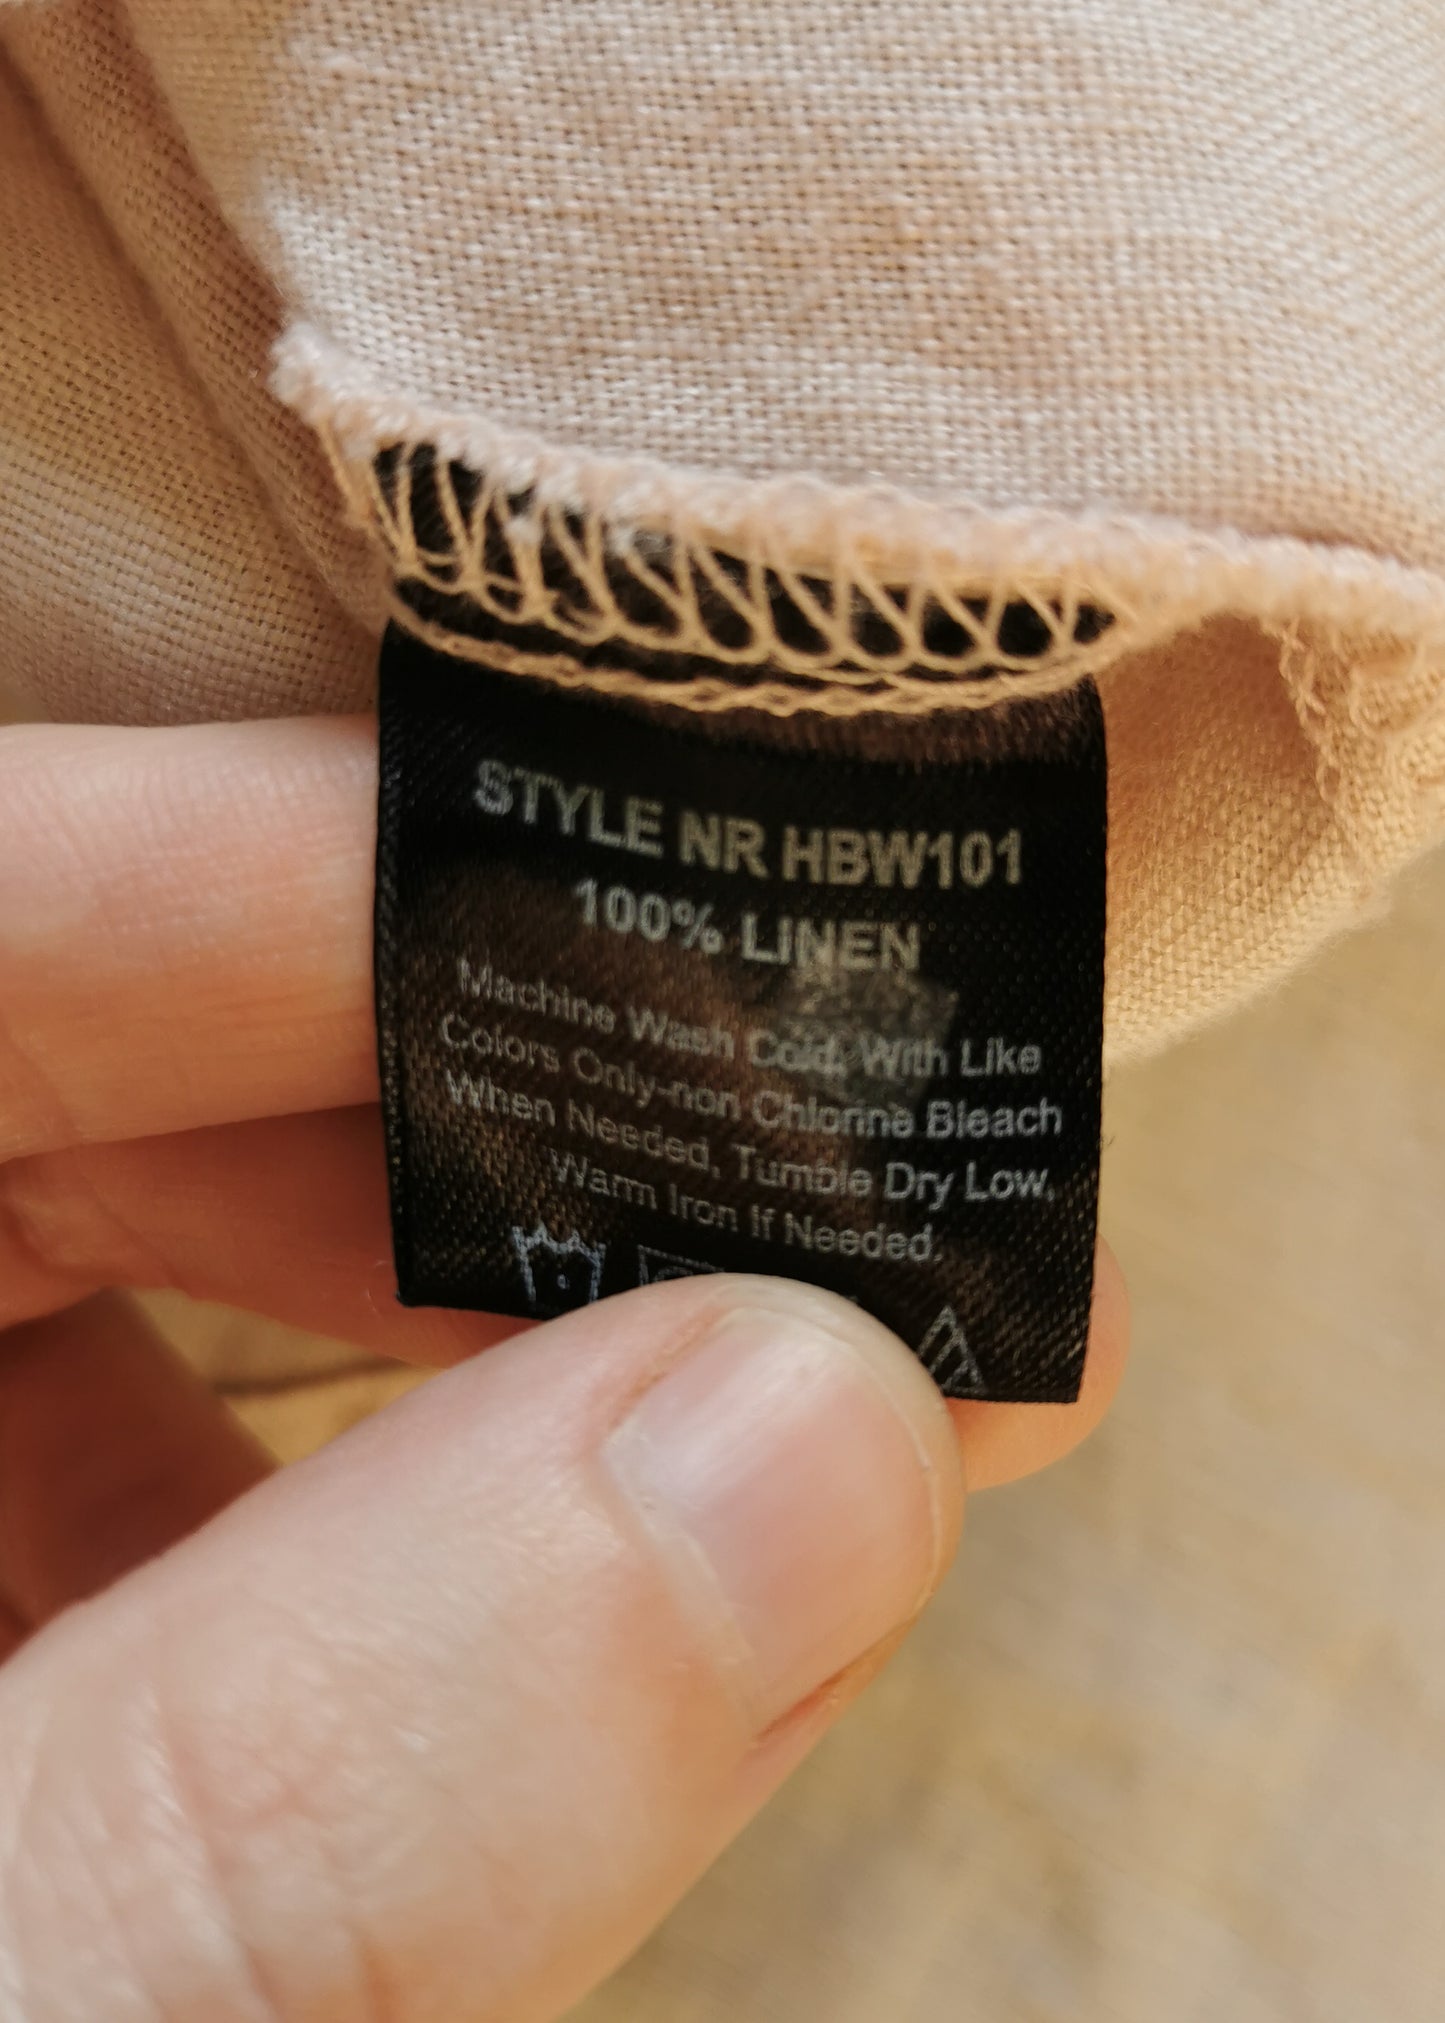 STYLE NR HBW101
100% LINEN
Machine Wash Cold. With Like
Colors Only-non Chlorine Bleach
When Needed, Tumble Dry Low,
Warm Iron If Needed.